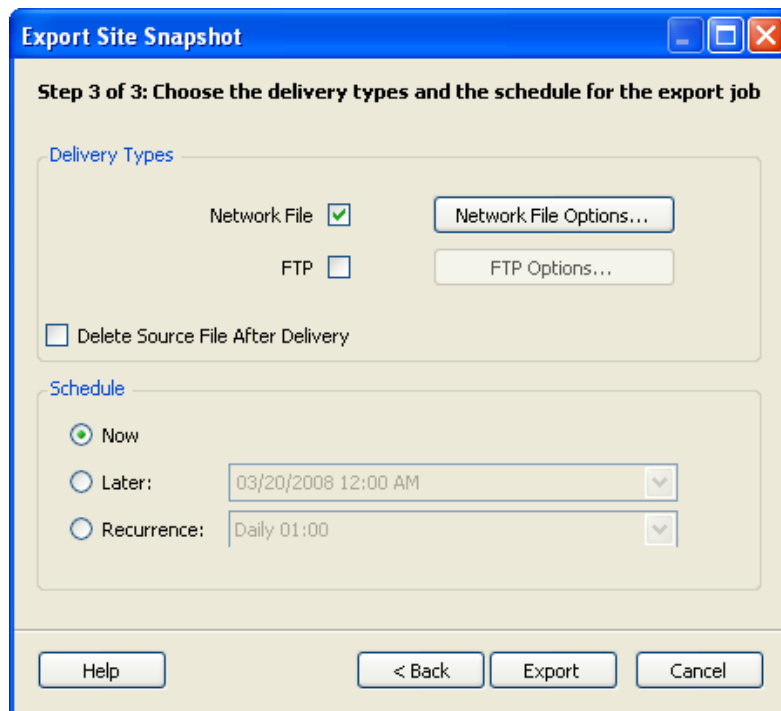 Export Site Snapshot
Step 3 of 3: Choose the delivery types and the schedule for the export job
Delivery Types
Network File
Network File Options...
FTP
FTP Options...
Delete Source File After Delivery
Schedule
Now
Later:
03/20/2008 12:00 AM
Recurrence:
Daily 01:00
Help
< Back
Export
Cancel